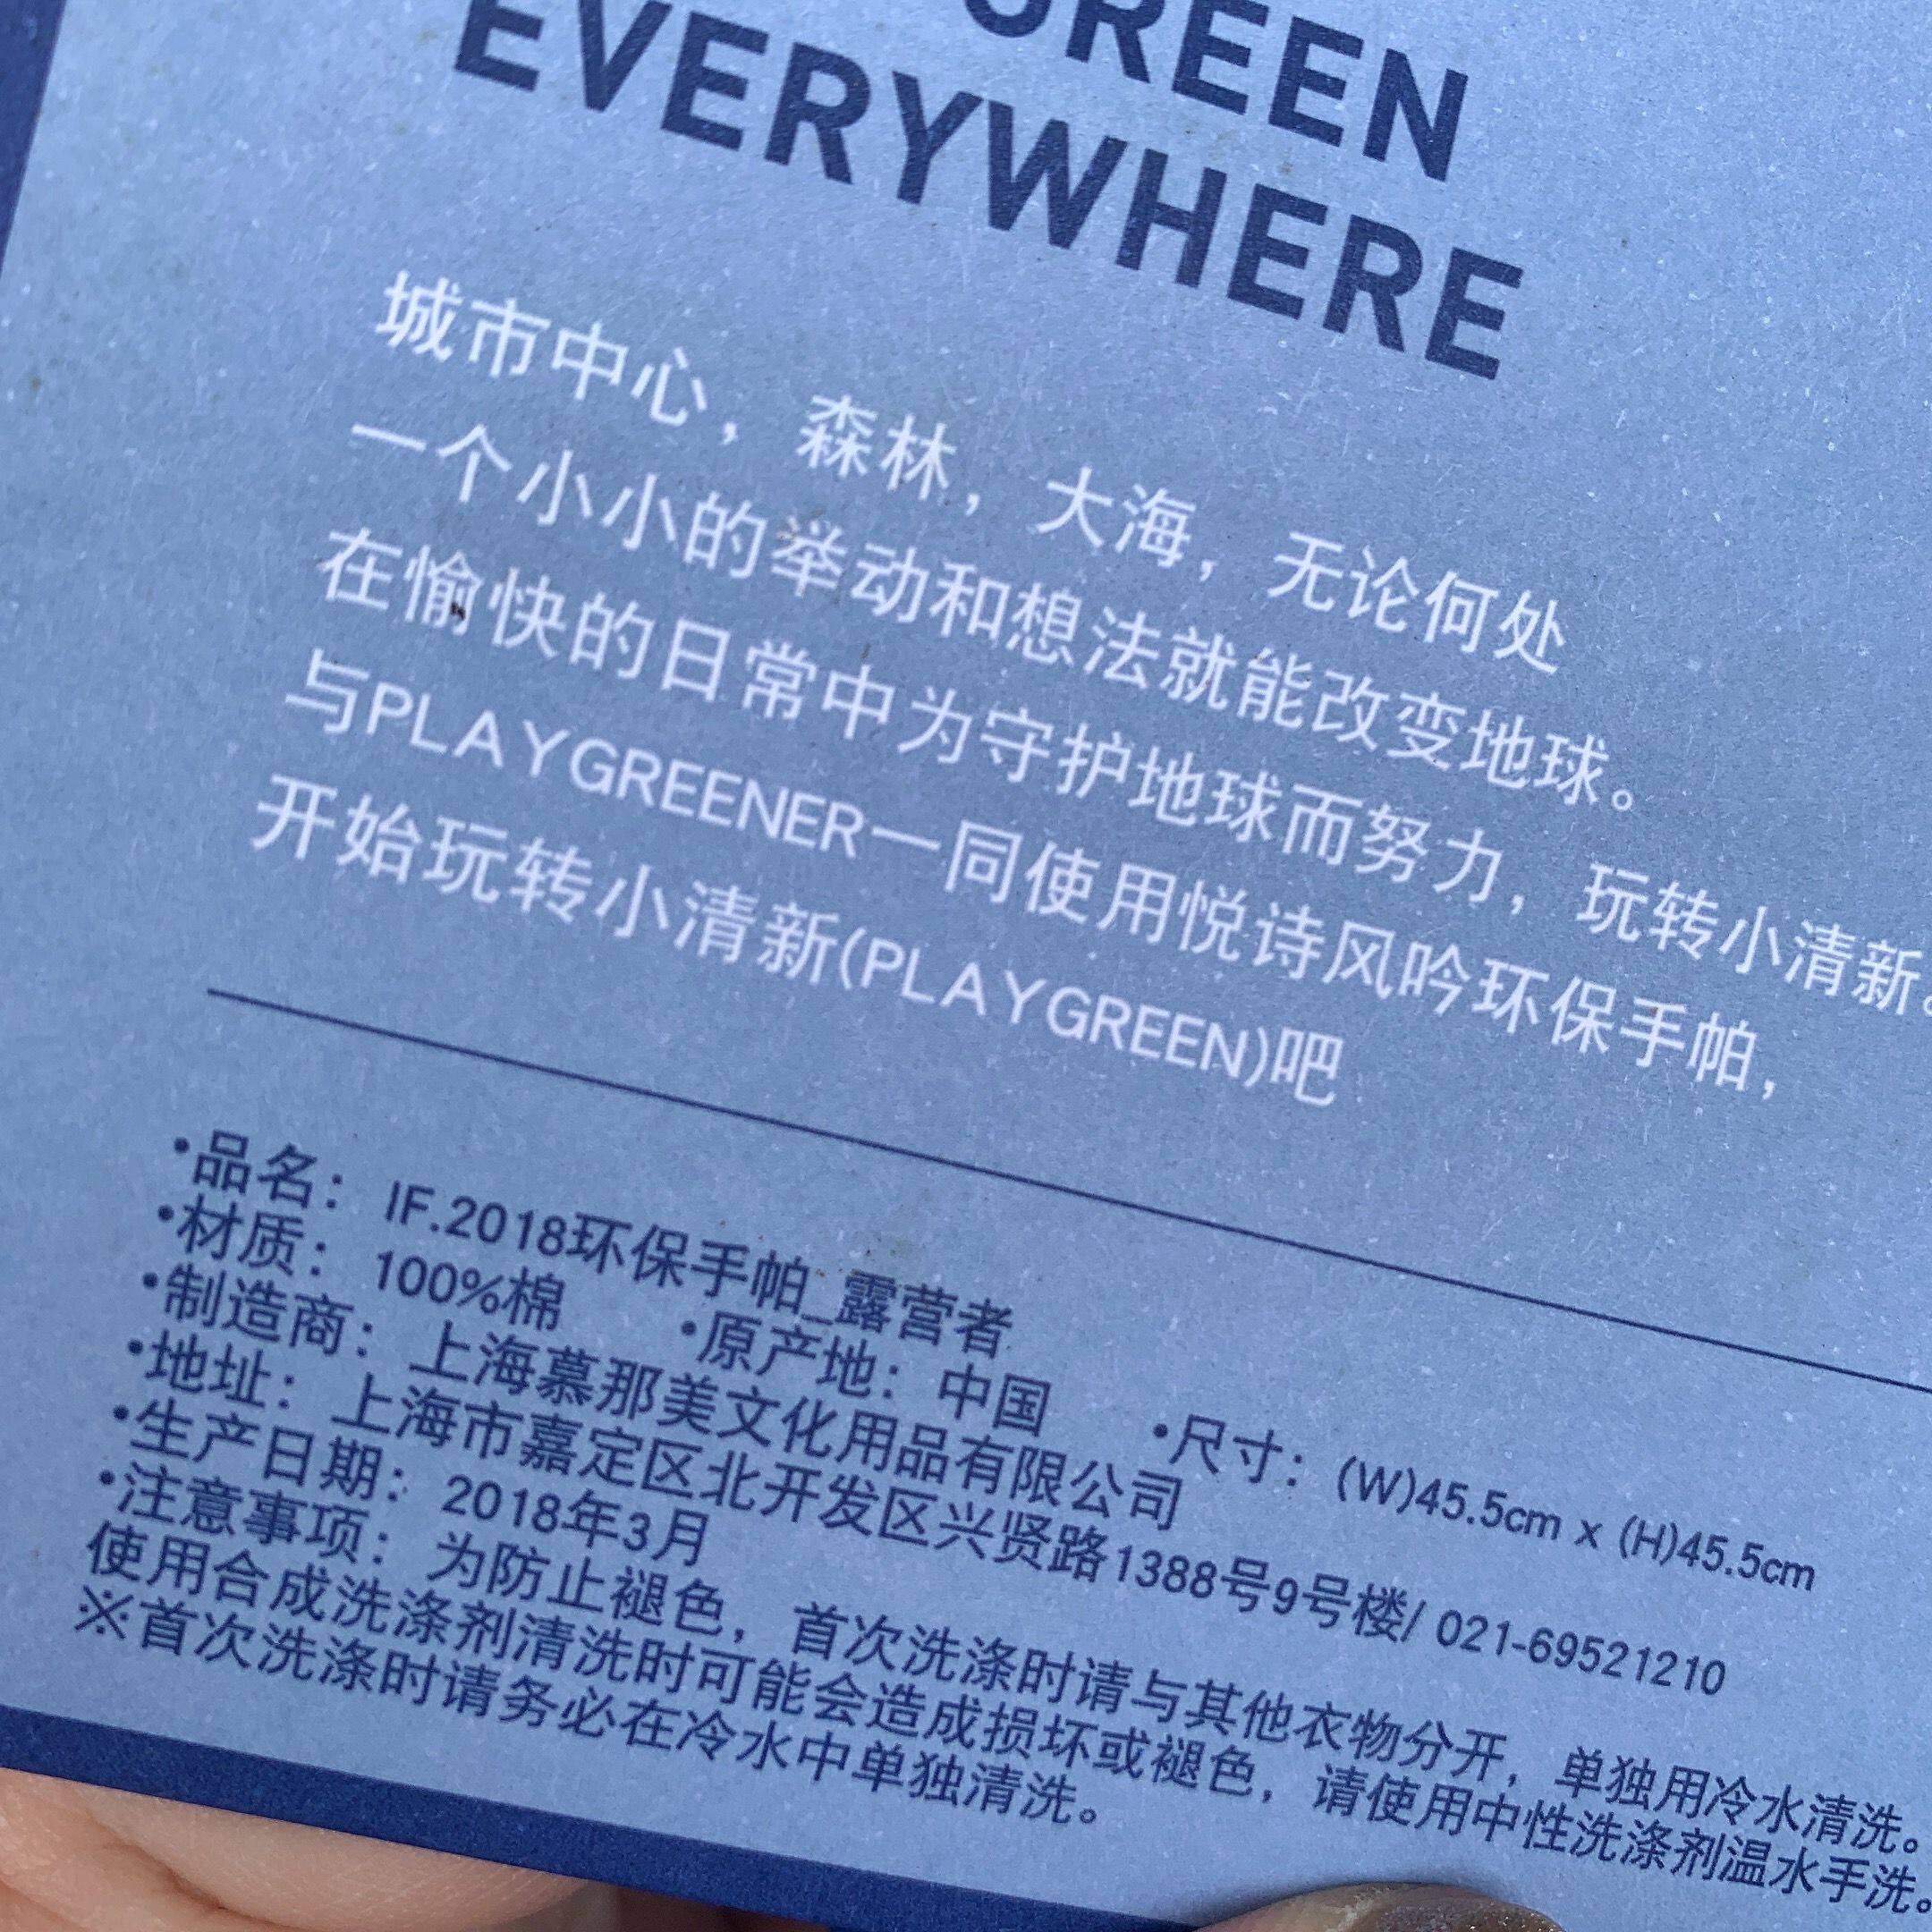 GREEN
EVERYWHERE
城市中心，森林，大海，无论何处
一个小小的举动和想法就能改变地球。
在愉快的日常中为守护地球而努力，玩转小清新。
与PLAYGREENER一同使用悦诗风吟环保手帕，
开始玩转小清新(PLAYGREEN)吧
•品名：IF.2018环保手帕_露营者
•材质：100%棉 •原产地：中国 •尺寸：(W)45.5cm x (H)45.5cm
•制造商：上海慕那美文化用品有限公司
•地址：上海市嘉定区北开发区兴贤路1388号9号楼/ 021-69521210
•生产日期：2018年3月
•注意事项：为防止褪色，首次洗涤时请与其他衣物分开，单独用冷水清洗。
使用合成洗涤剂清洗时可能会造成损坏或褪色，请使用中性洗涤剂温水手洗。
※首次洗涤时请务必在冷水中单独清洗。